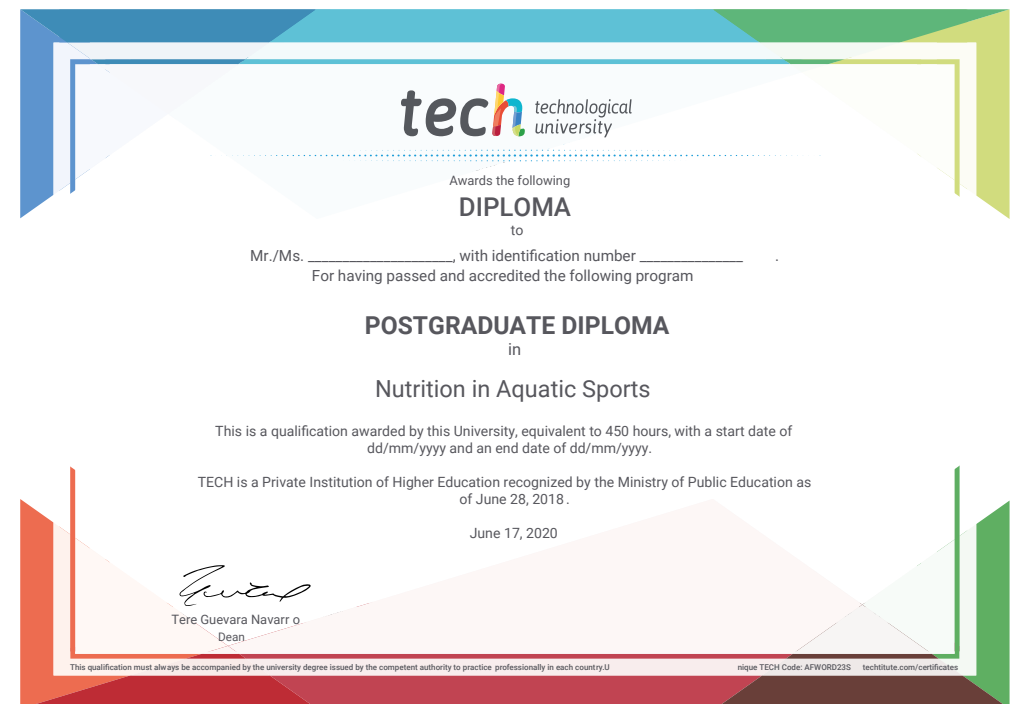 tech technological
university
Awards the following
DIPLOMA
to
Mr./Ms. _____________________, with identification number _______________ .
For having passed and accredited the following program
POSTGRADUATE DIPLOMA
in
Nutrition in Aquatic Sports
This is a qualification awarded by this University, equivalent to 450 hours, with a start date of
dd/mm/yyyy and an end date of dd/mm/yyyy.
TECH is a Private Institution of Higher Education recognized by the Ministry of Public Education as
of June 28, 2018.
June 17, 2020
Tere Guevara Navarr o
Dean
This qualification must always be accompanied by the university degree issued by the competent authority to practice professionally in each country.U nique TECH Code: AFWORD23S techtitute.com/certificates